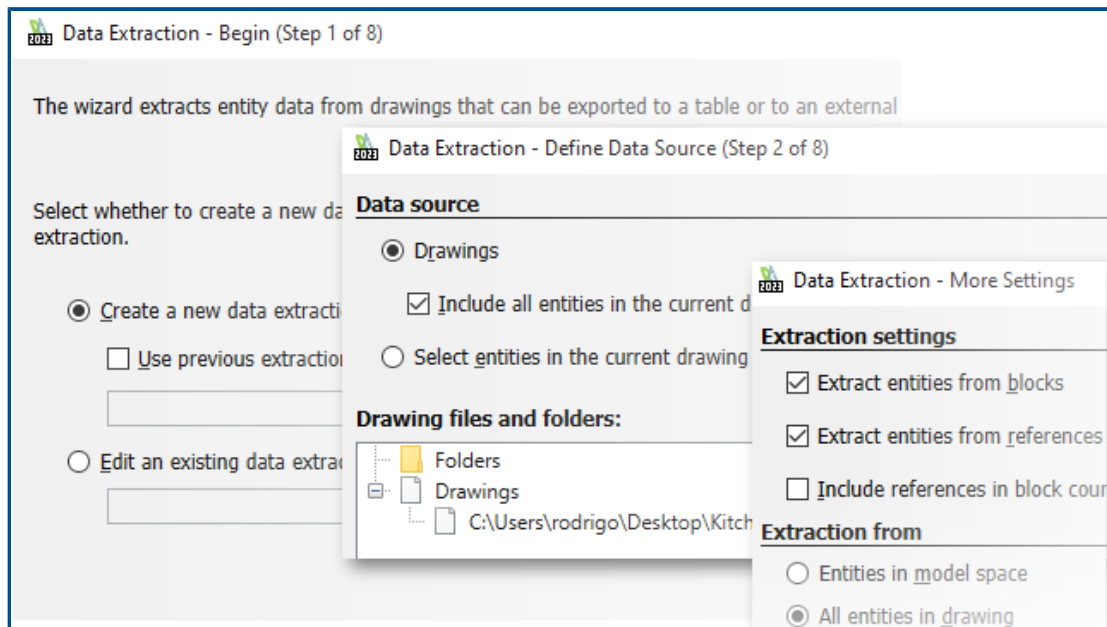 2023 Data Extraction - Begin (Step 1 of 8)
The wizard extracts entity data from drawings that can be exported to a table or to an external
Select whether to create a new da
extraction.
Create a new data extracti
Use previous extraction
Edit an existing data extrac
2023 Data Extraction - Define Data Source (Step 2 of 8)
Data source
Drawings
Include all entities in the current d
Select entities in the current drawing
Drawing files and folders:
Folders
Drawings
C:\Users\rodrigo\Desktop\Kitch
2023 Data Extraction - More Settings
Extraction settings
Extract entities from blocks
Extract entities from references
Include references in block cour
Extraction from
Entities in model space
All entities in drawing